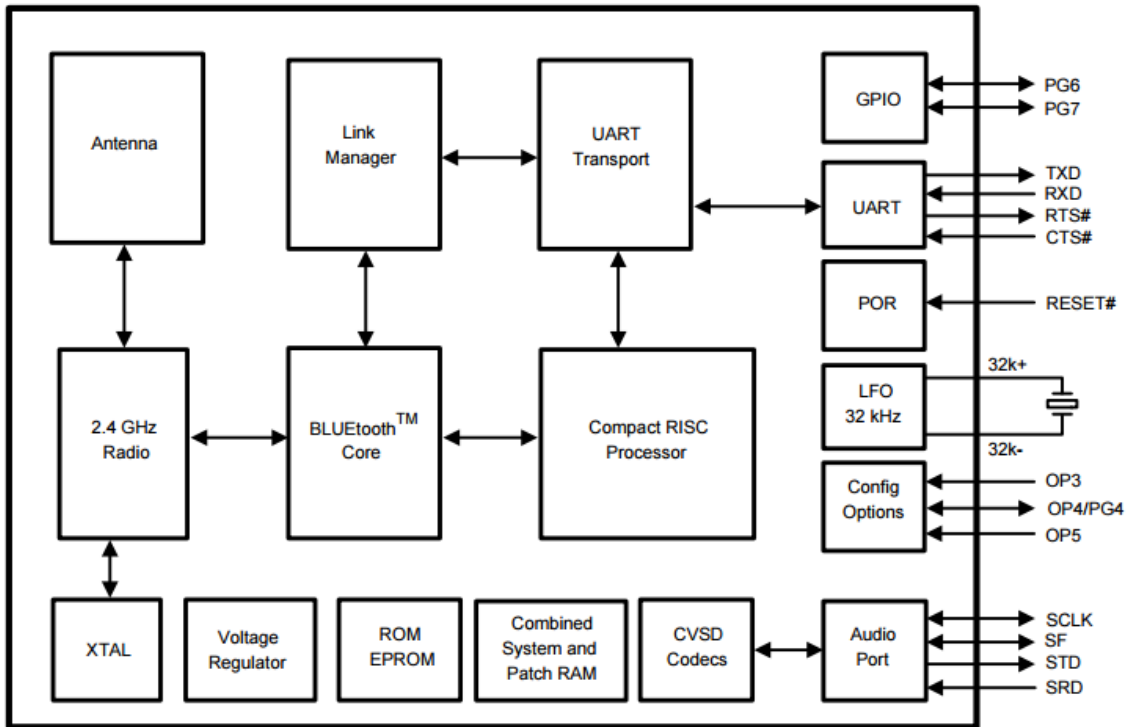 Antenna
Link
Manager
UART
Transport
GPIO
PG6
PG7
UART
TXD
RXD
RTS#
CTS#
POR
RESET#
LFO
32 kHz
32k+
32k-
2.4 GHz
Radio
BLUEtooth™
Core
Compact RISC
Processor
Config
Options
OP3
OP4/PG4
OP5
XTAL
Voltage
Regulator
ROM
EPROM
Combined
System and
Patch RAM
CVSD
Codecs
Audio
Port
SCLK
SF
STD
SRD